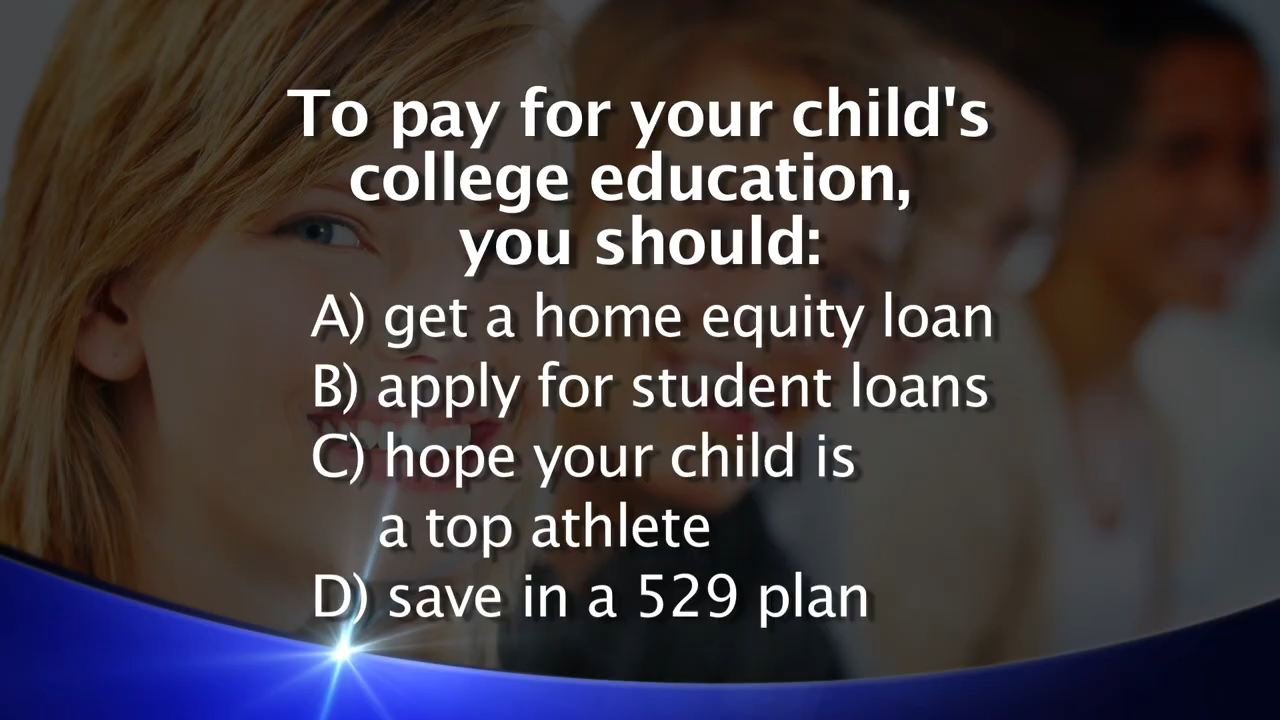 To pay for your child's
college education,
you should:
A) get a home equity loan
B) apply for student loans
C) hope your child is
a top athlete
D) save in a 529 plan